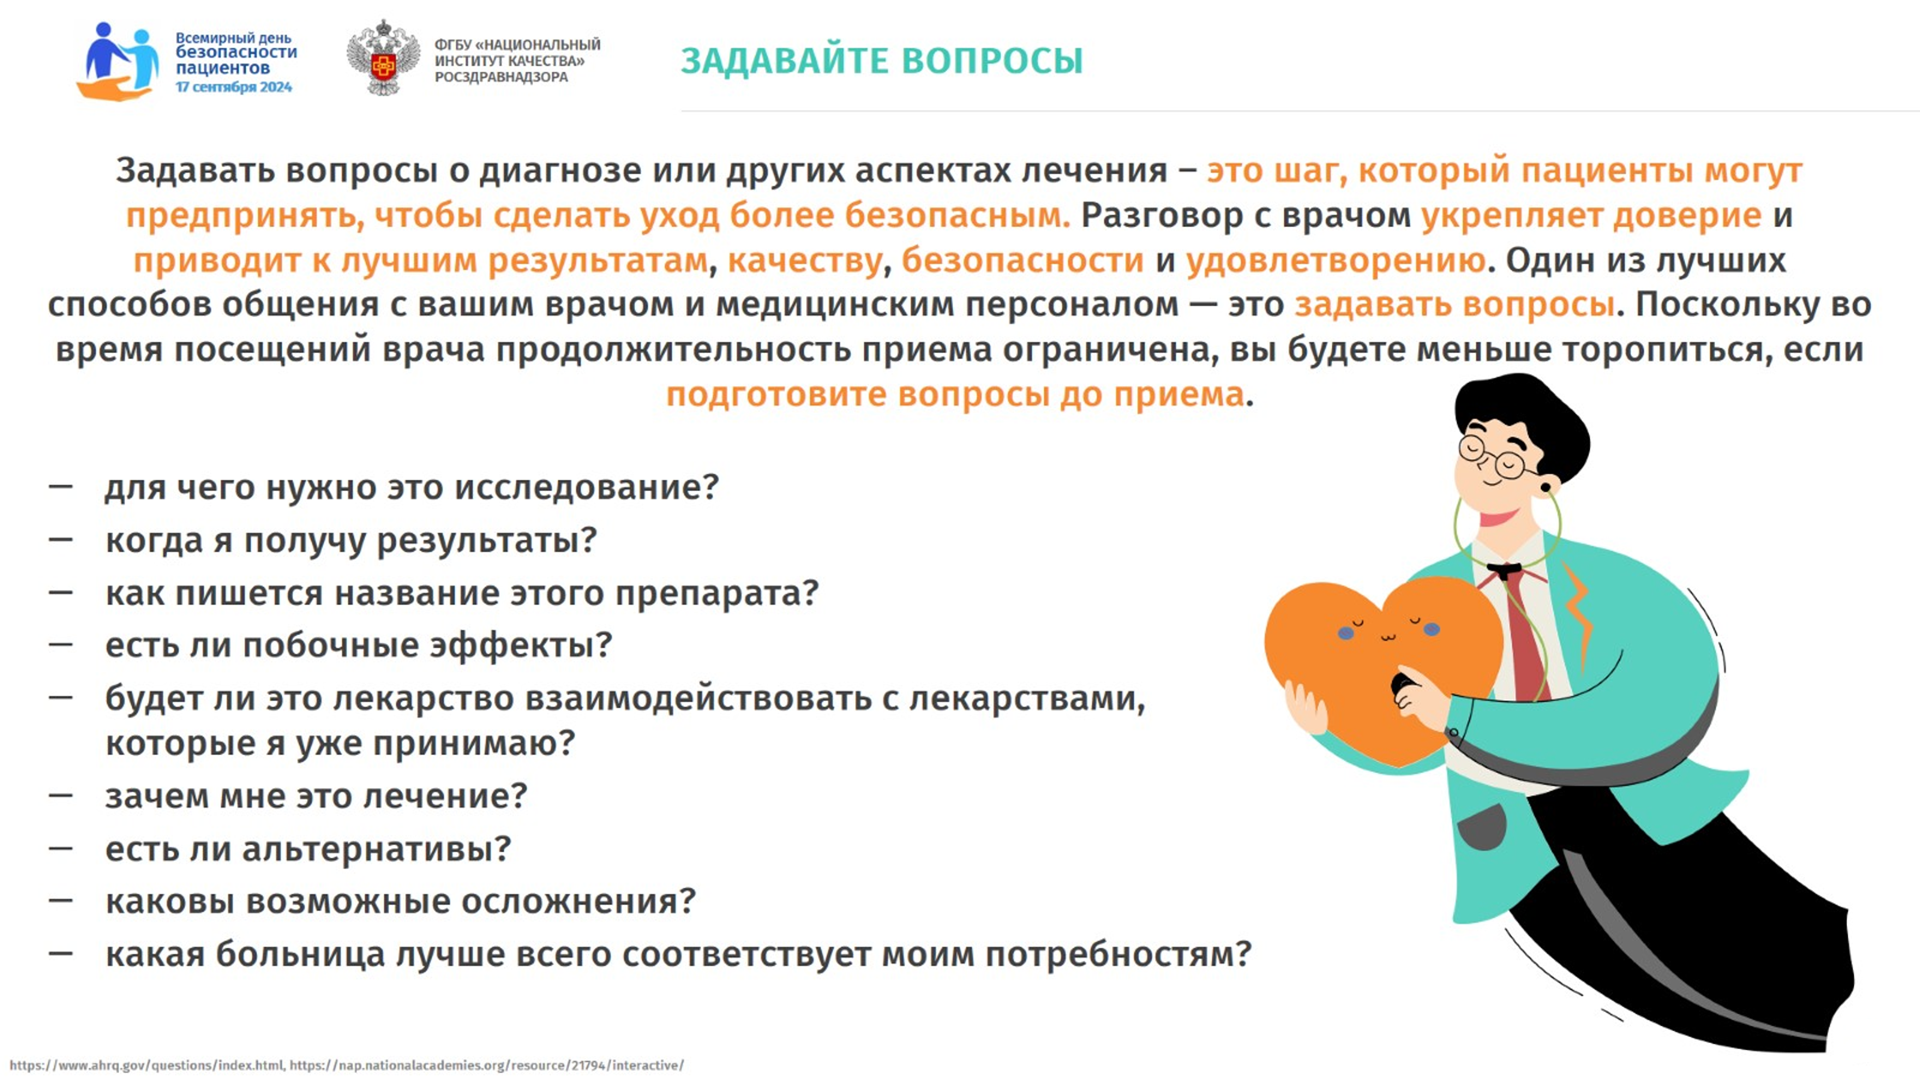 Всемирный день
безопасности
пациентов
17 сентября 2024
ФГБУ «НАЦИОНАЛЬНЫЙ
ИНСТИТУТ КАЧЕСТВА»
РОСЗДРАВНАДЗОРА
ЗАДАВАЙТЕ ВОПРОСЫ
Задавать вопросы о диагнозе или других аспектах лечения – это шаг, который пациенты могут
предпринять, чтобы сделать уход более безопасным. Разговор с врачом укрепляет доверие и
приводит к лучшим результатам, качеству, безопасности и удовлетворению. Один из лучших
способов общения с вашим врачом и медицинским персоналом — это задавать вопросы. Поскольку во
время посещений врача продолжительность приема ограничена, вы будете меньше торопиться, если
подготовите вопросы до приема.
— для чего нужно это исследование?
— когда я получу результаты?
— как пишется название этого препарата?
— есть ли побочные эффекты?
— будет ли это лекарство взаимодействовать с лекарствами,
которые я уже принимаю?
— зачем мне это лечение?
— есть ли альтернативы?
— каковы возможные осложнения?
— какая больница лучше всего соответствует моим потребностям?
https://www.ahrq.gov/questions/index.html, https://nap.nationalacademies.org/resource/21794/interactive/